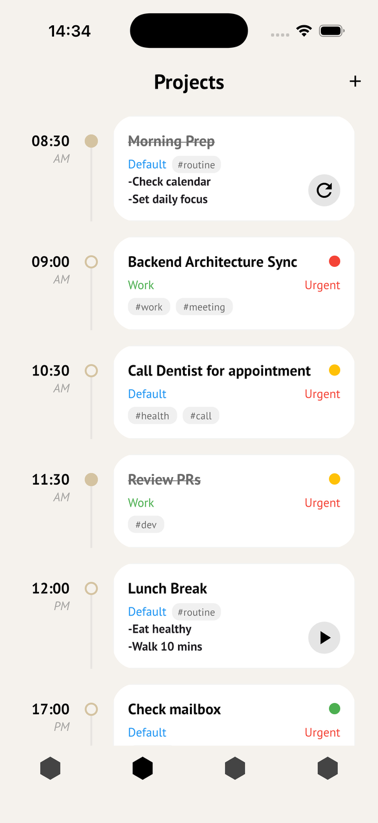 14:34
Projects
+
08:30
AM
Morning Prep
Default #routine
-Check calendar
-Set daily focus
09:00
AM
Backend Architecture Sync
Work Urgent
#work #meeting
10:30
AM
Call Dentist for appointment
Default Urgent
#health #call
11:30
AM
Review PRs
Work Urgent
#dev
12:00
PM
Lunch Break
Default #routine
-Eat healthy
-Walk 10 mins
17:00
PM
Check mailbox
Default Urgent